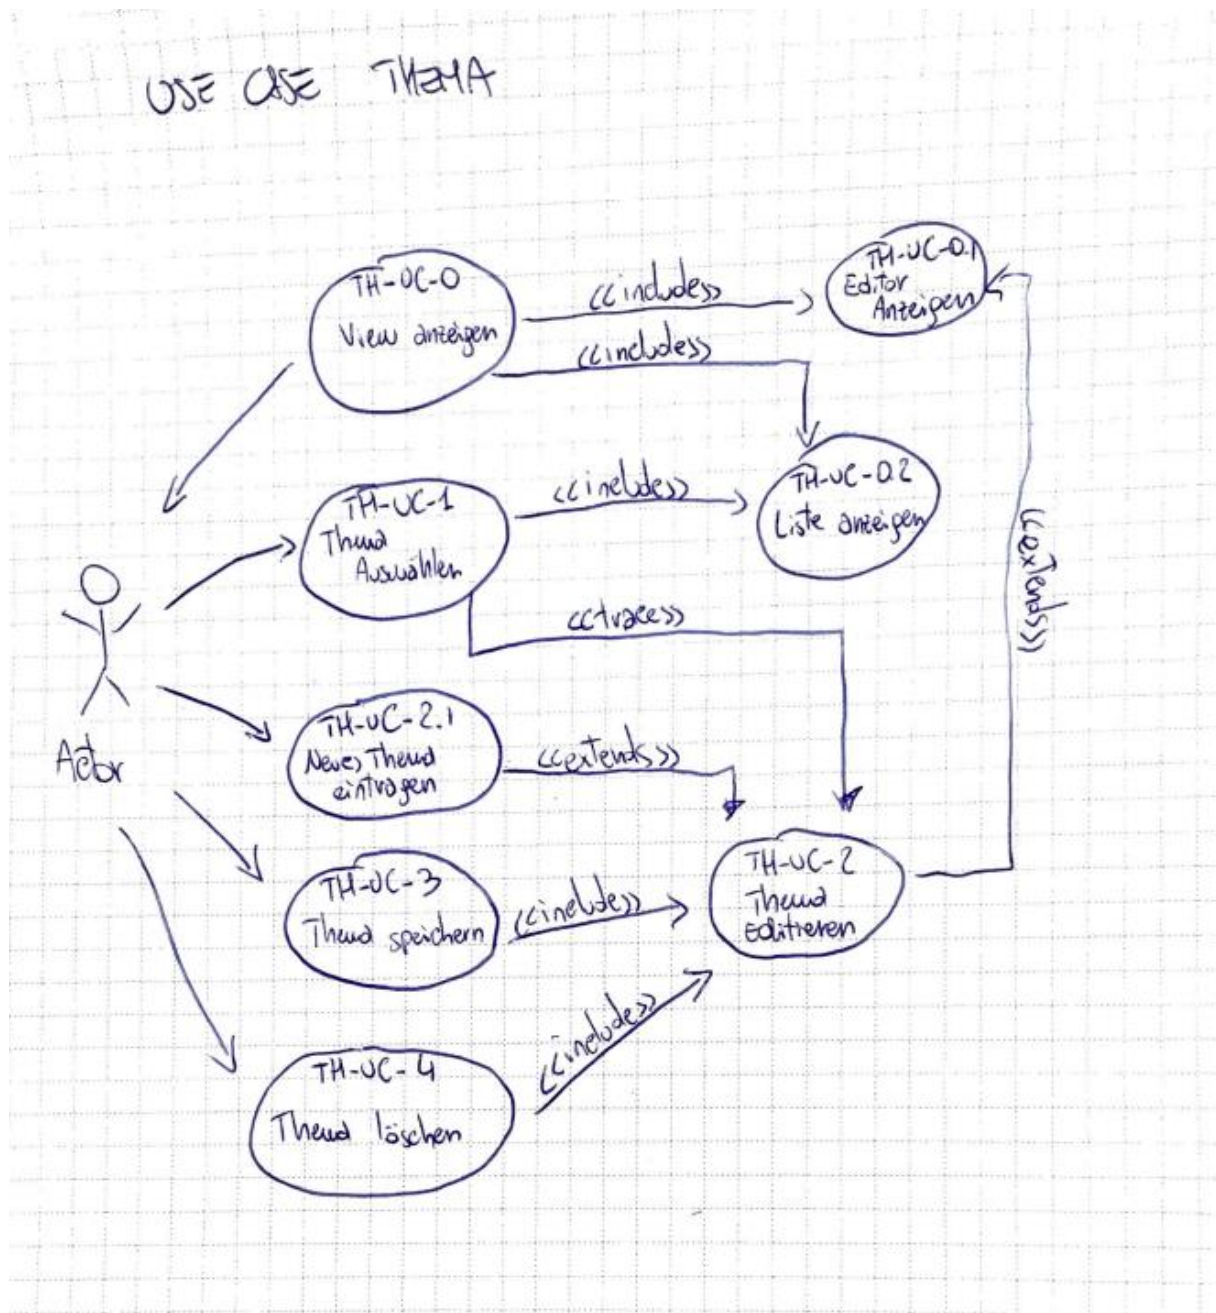 USE CASE THEMA
TH-UC-0
View anzeigen
<<includes>>
<<includes>>
TH-UC-0.1
Editor
Anzeigen
TH-UC-1
Thema
Auswählen
<<includes>>
TH-UC-0.2
Liste anzeigen
<<traces>>
<<extends>>
Actor
TH-UC-2.1
Neues Thema
eintragen
<<extends>>
TH-UC-3
Thema speichern
<<includes>>
TH-UC-2
Thema
Editieren
TH-UC-4
Thema löschen
<<includes>>